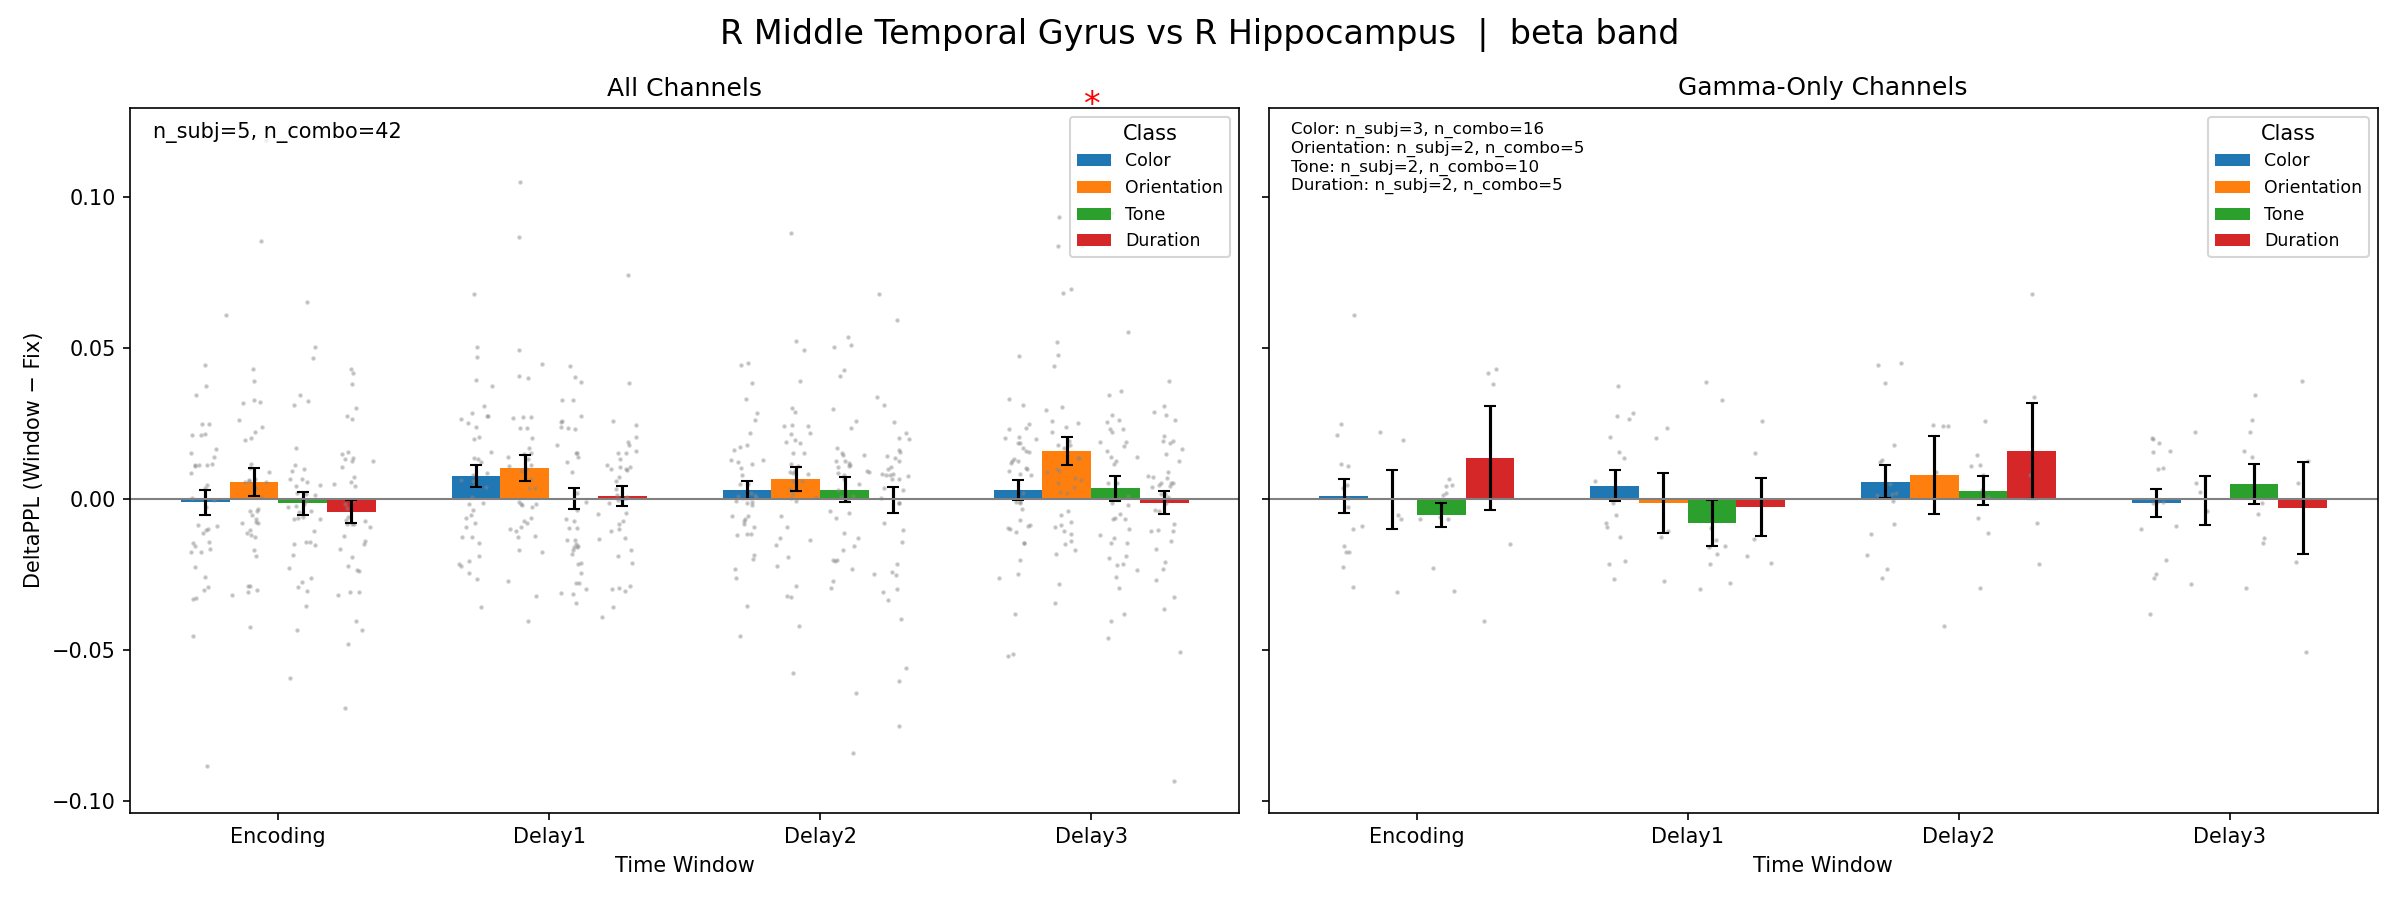 R Middle Temporal Gyrus vs R Hippocampus | beta band
All Channels
*
n_subj=5, n_combo=42
Class
Color
Orientation
Tone
Duration
DeltaPPL (Window − Fix)
0.10
0.05
0.00
−0.05
−0.10
Encoding
Delay1
Delay2
Delay3
Time Window
Gamma-Only Channels
Color: n_subj=3, n_combo=16
Orientation: n_subj=2, n_combo=5
Tone: n_subj=2, n_combo=10
Duration: n_subj=2, n_combo=5
Class
Color
Orientation
Tone
Duration
Encoding
Delay1
Delay2
Delay3
Time Window